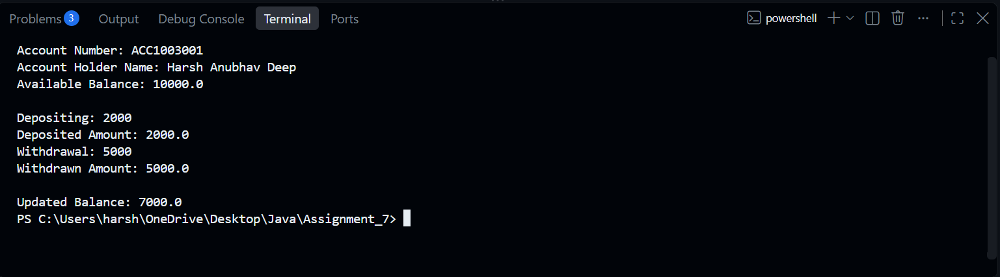 Problems 3 Output Debug Console Terminal Ports powershell
Account Number: ACC1003001
Account Holder Name: Harsh Anubhav Deep
Available Balance: 10000.0
Depositing: 2000
Deposited Amount: 2000.0
Withdrawal: 5000
Withdrawn Amount: 5000.0
Updated Balance: 7000.0
PS C:\Users\harsh\OneDrive\Desktop\Java\Assignment_7>